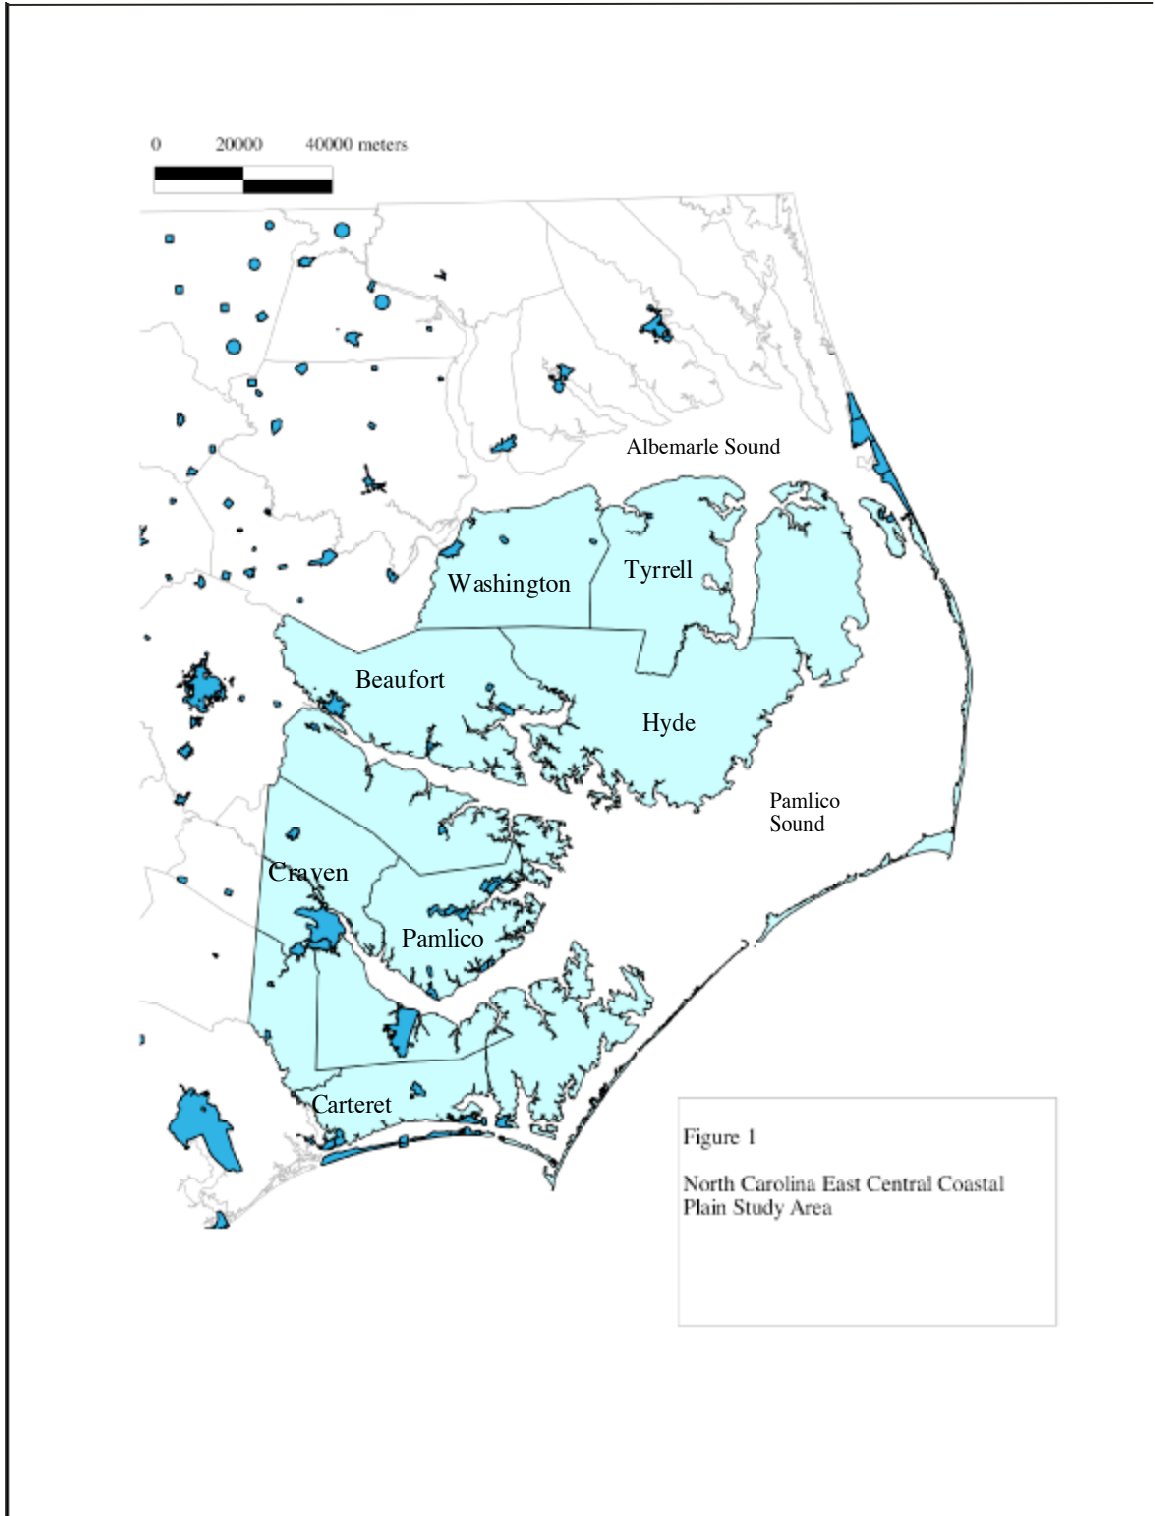 0 20000 40000 meters
Albemarle Sound
Washington
Tyrrell
Beaufort
Hyde
Pamlico
Sound
Craven
Pamlico
Carteret
Figure 1
North Carolina East Central Coastal
Plain Study Area